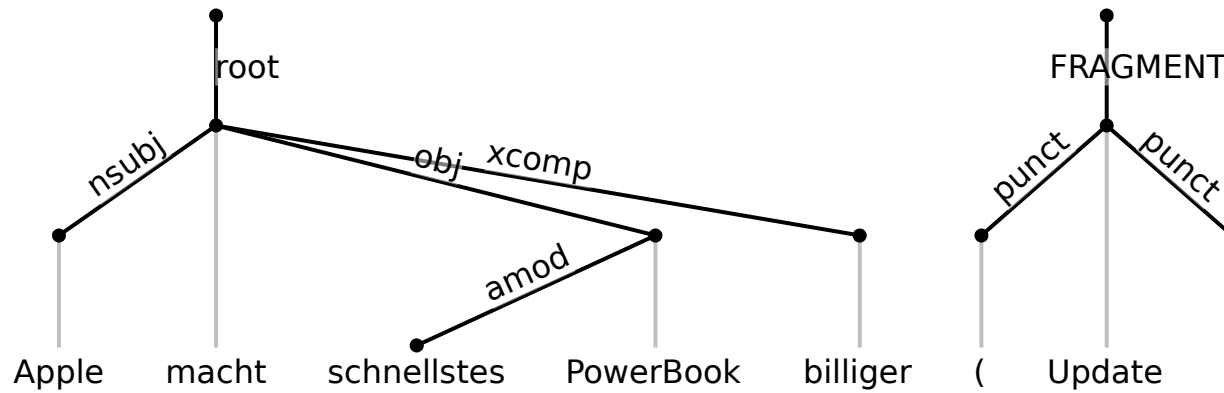 root
FRAGMENT
nsubj
obj
xcomp
punct
punct
amod
Apple macht schnellstes PowerBook billiger ( Update